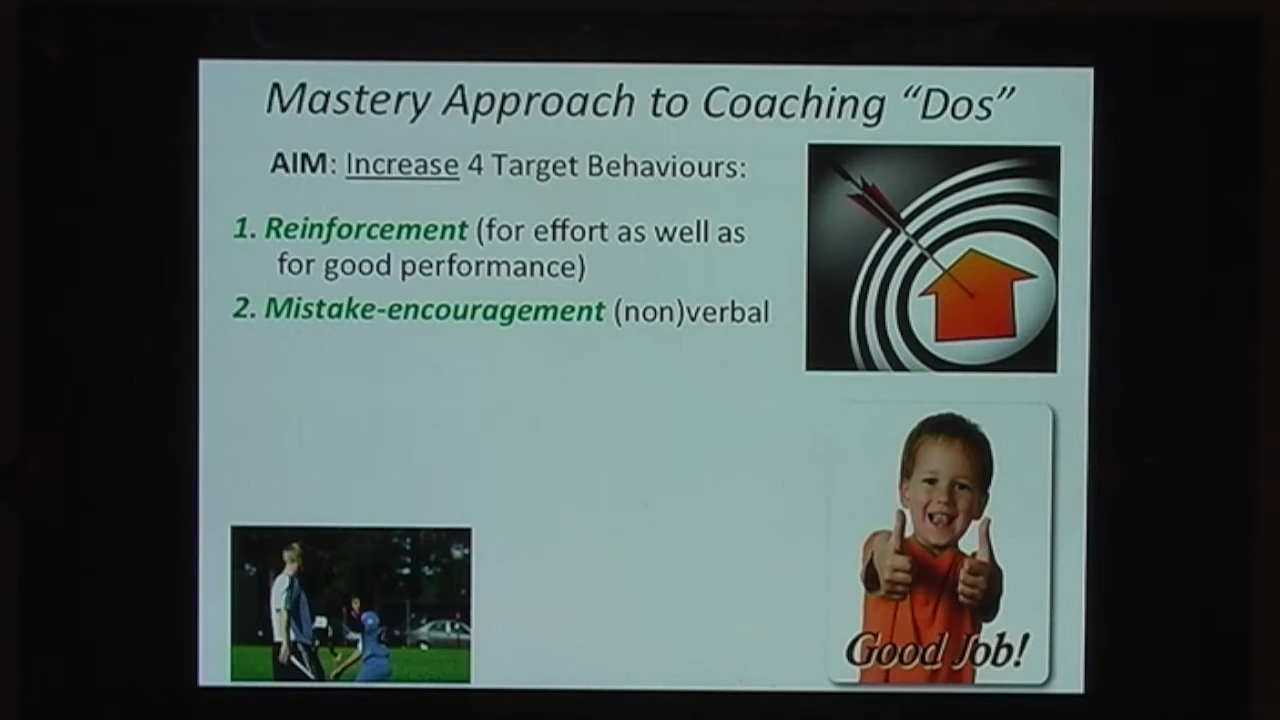 Mastery Approach to Coaching “Dos”
AIM: Increase 4 Target Behaviours:
1. Reinforcement (for effort as well as
for good performance)
2. Mistake-encouragement (non)verbal
Good Job!